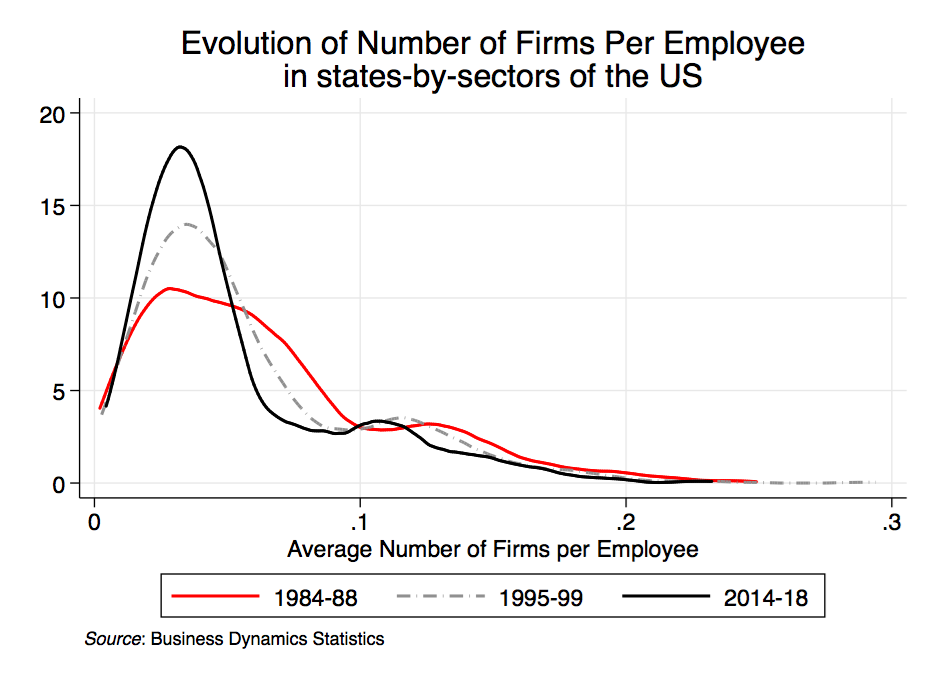 Evolution of Number of Firms Per Employee
in states-by-sectors of the US
20
15
10
5
0
0 .1 .2 .3
Average Number of Firms per Employee
1984-88 1995-99 2014-18
Source: Business Dynamics Statistics